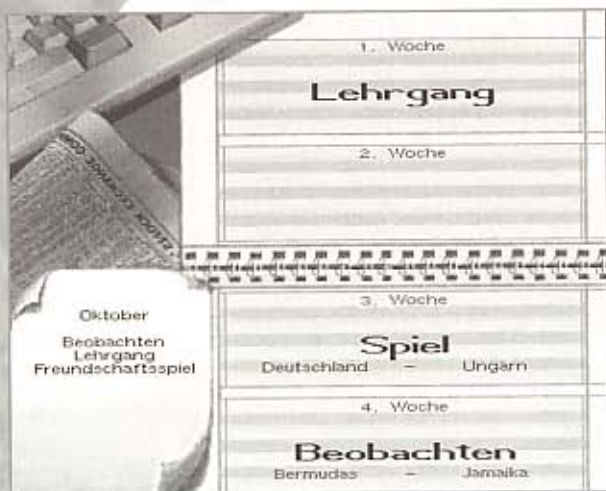 1. Woche
Lehrgang
2. Woche
3. Woche
Spiel
Deutschland – Ungarn
4. Woche
Beobachten
Bermudas – Jamaika
Oktober
Beobachten
Lehrgang
Freundschaftsspiel